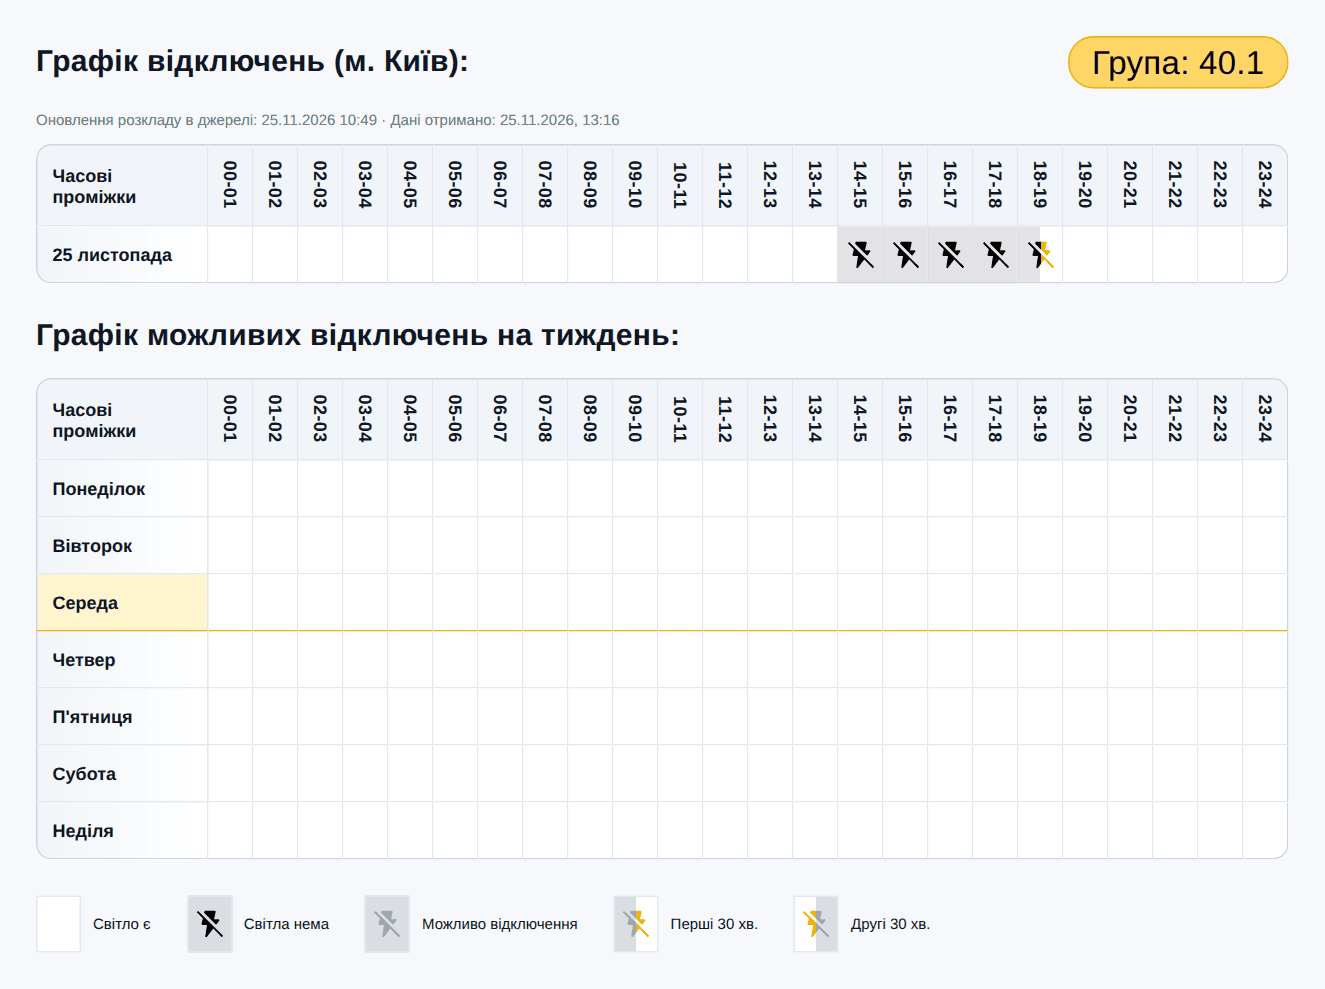 Графік відключень (м. Київ):
Група: 40.1
Оновлення розкладу в джерелі: 25.11.2026 10:49 · Дані отримано: 25.11.2026, 13:16
Часові
проміжки
00-01 01-02 02-03 03-04 04-05 05-06 06-07 07-08 08-09 09-10 10-11 11-12 12-13 13-14 14-15 15-16 16-17 17-18 18-19 19-20 20-21 21-22 22-23 23-24
25 листопада
Графік можливих відключень на тиждень:
Часові
проміжки
00-01 01-02 02-03 03-04 04-05 05-06 06-07 07-08 08-09 09-10 10-11 11-12 12-13 13-14 14-15 15-16 16-17 17-18 18-19 19-20 20-21 21-22 22-23 23-24
Понеділок
Вівторок
Середа
Четвер
П'ятниця
Субота
Неділя
Світло є Світла нема Можливо відключення Перші 30 хв. Другі 30 хв.